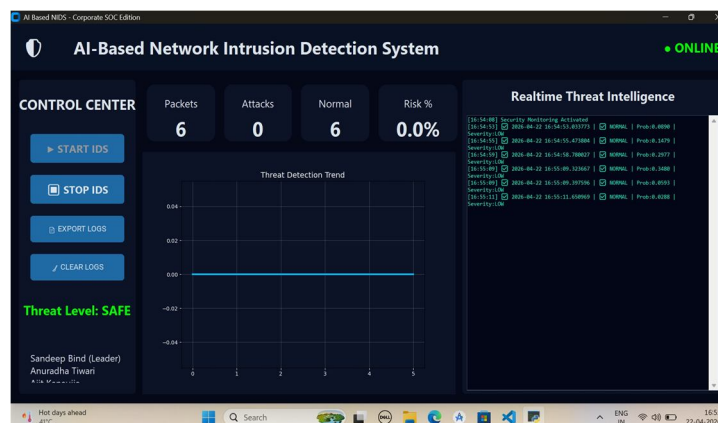 AI Based NIDS - Corporate SOC Edition
AI-Based Network Intrusion Detection System
● ONLINE
CONTROL CENTER
► START IDS
STOP IDS
EXPORT LOGS
CLEAR LOGS
Threat Level: SAFE
Sandeep Bind (Leader)
Anuradha Tiwari
Packets
6
Attacks
0
Normal
6
Risk %
0.0%
Threat Detection Trend
0.04
0.02
0.00
−0.02
−0.04
0 1 2 3 4 5
Realtime Threat Intelligence
[16:54:08] Security Monitoring Activated
[16:54:53] ☑ 2026-04-22 16:54:53.033775 | ☑ NORMAL | Prob:0.0890 |
Severity:LOW
[16:54:55] ☑ 2026-04-22 16:54:55.473804 | ☑ NORMAL | Prob:0.1479 |
Severity:LOW
[16:54:59] ☑ 2026-04-22 16:54:58.780027 | ☑ NORMAL | Prob:0.2977 |
Severity:LOW
[16:55:09] ☑ 2026-04-22 16:55:09.323667 | ☑ NORMAL | Prob:0.3480 |
Severity:LOW
[16:55:09] ☑ 2026-04-22 16:55:09.397596 | ☑ NORMAL | Prob:0.0593 |
Severity:LOW
[16:55:11] ☑ 2026-04-22 16:55:11.650969 | ☑ NORMAL | Prob:0.0288 |
Severity:LOW
Hot days ahead
41°C
Search
DELL
ENG
IN